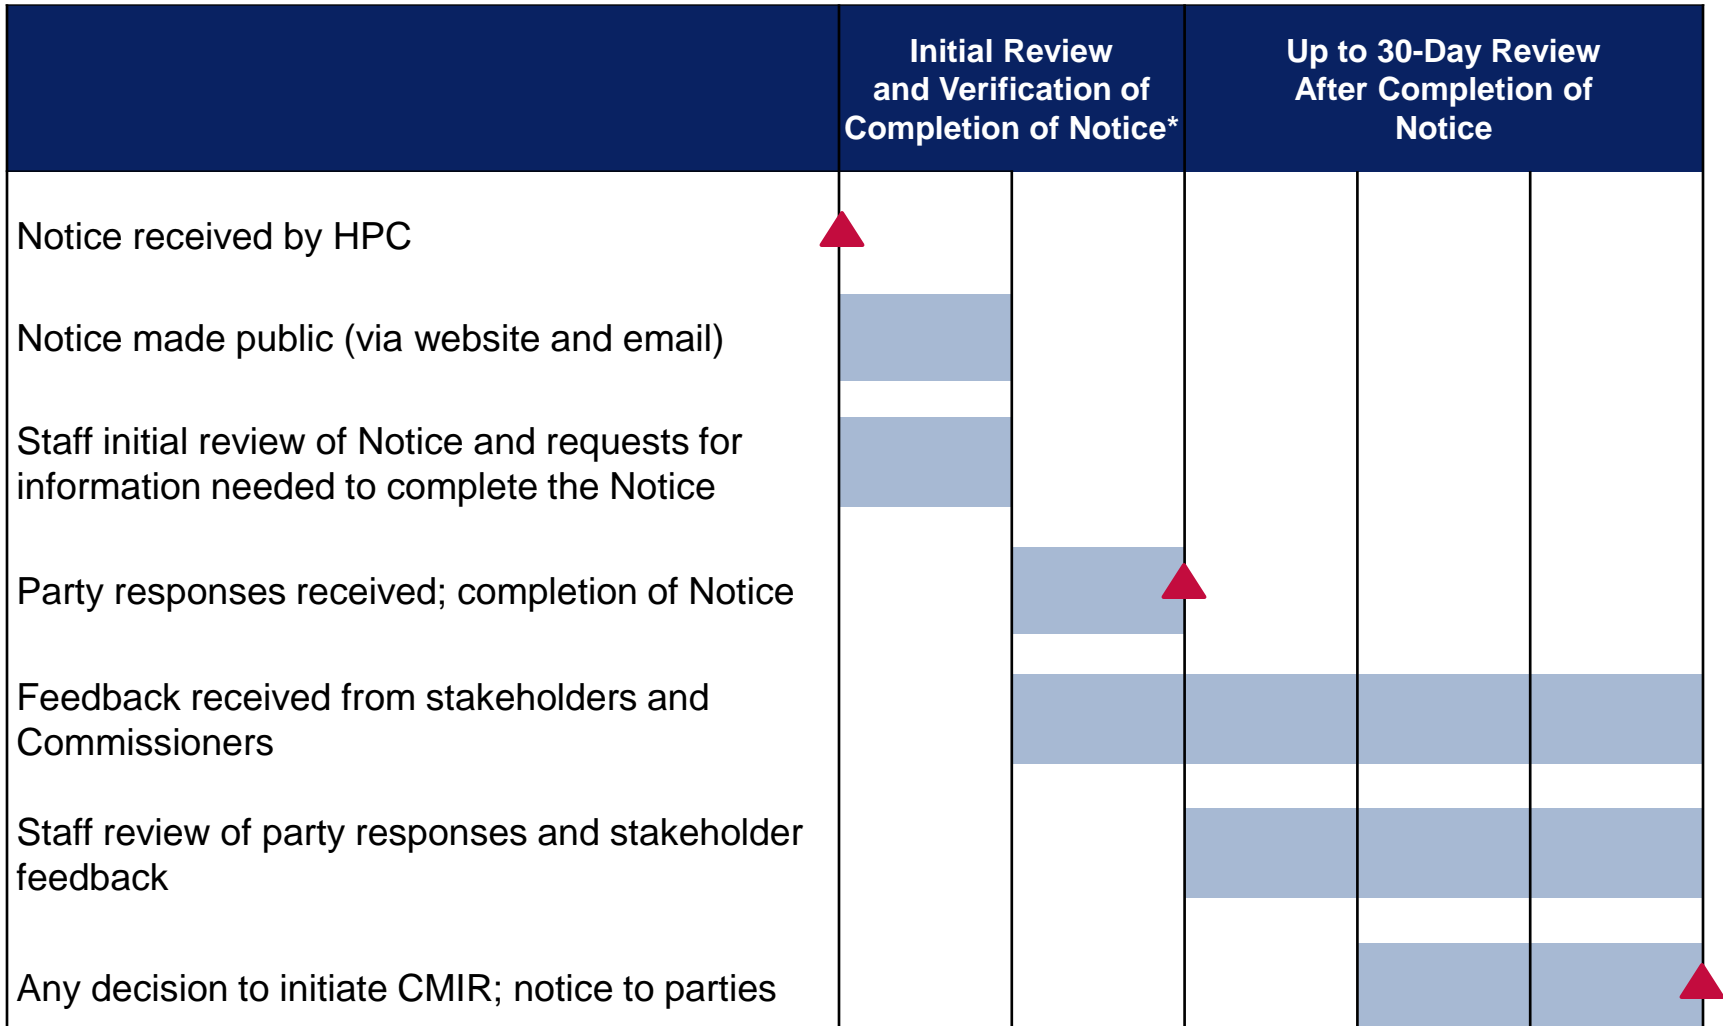 Initial Review
and Verification of
Completion of Notice*
Up to 30-Day Review
After Completion of
Notice
Notice received by HPC
Notice made public (via website and email)
Staff initial review of Notice and requests for
information needed to complete the Notice
Party responses received; completion of Notice
Feedback received from stakeholders and
Commissioners
Staff review of party responses and stakeholder
feedback
Any decision to initiate CMIR; notice to parties